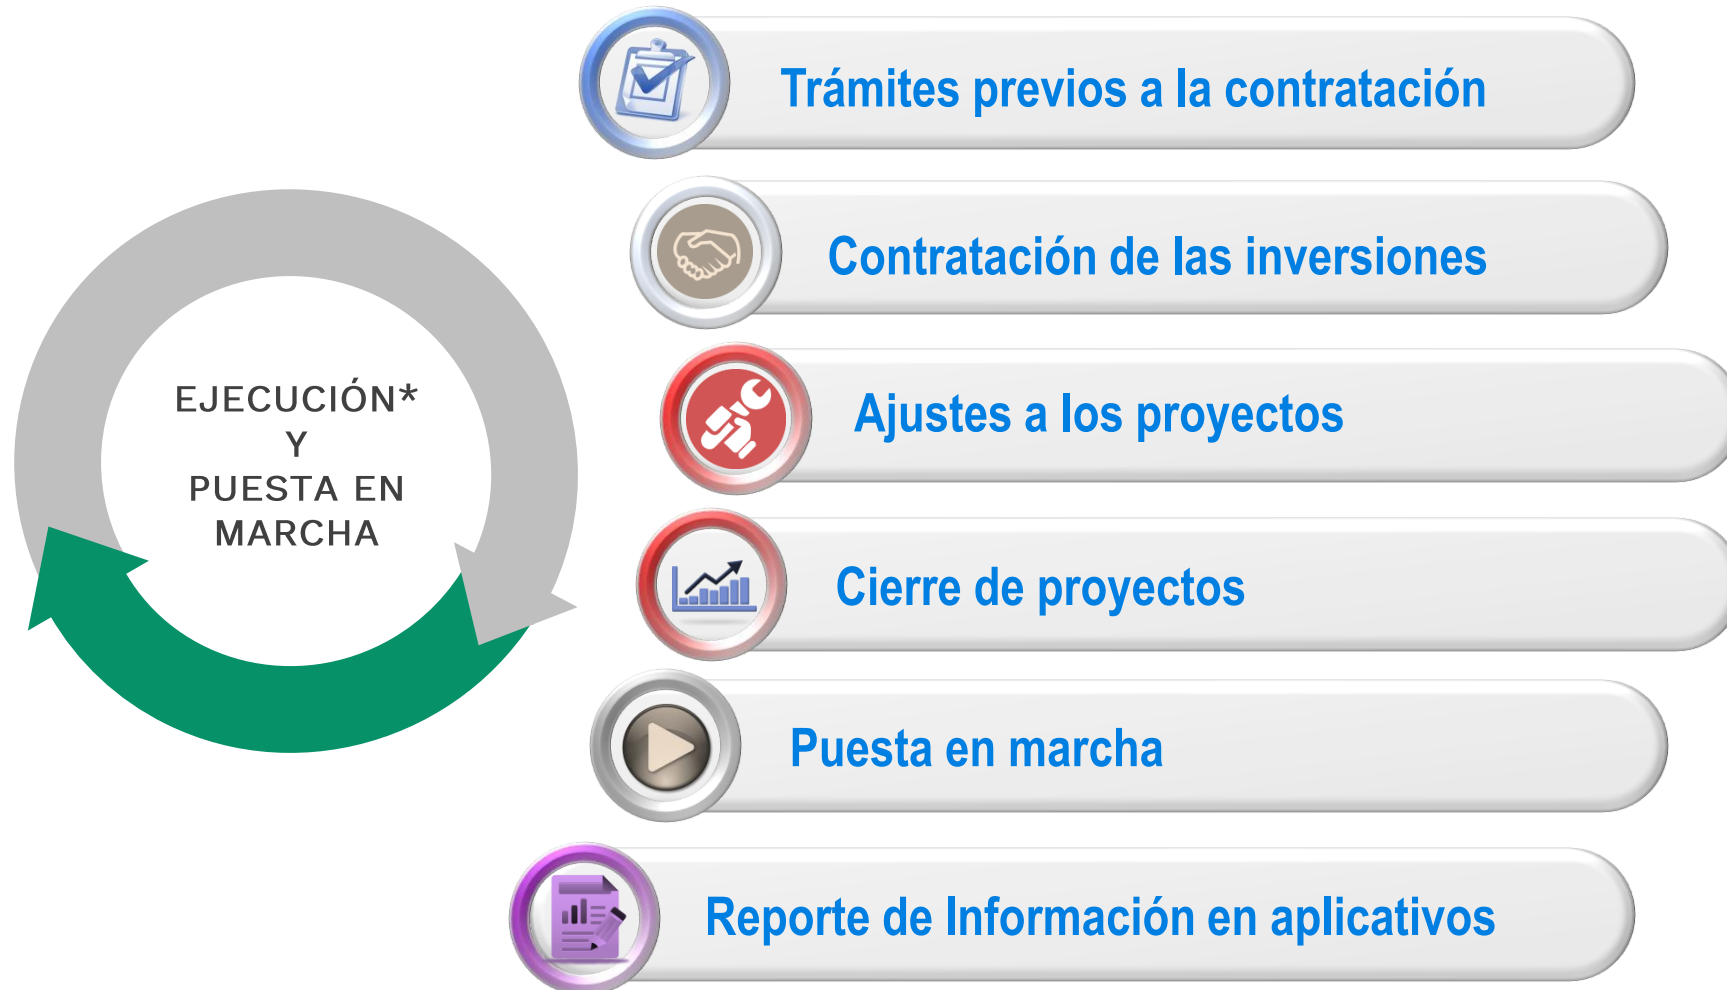 EJECUCIÓN*
Y
PUESTA EN
MARCHA
Trámites previos a la contratación
Contratación de las inversiones
Ajustes a los proyectos
Cierre de proyectos
Puesta en marcha
Reporte de Información en aplicativos